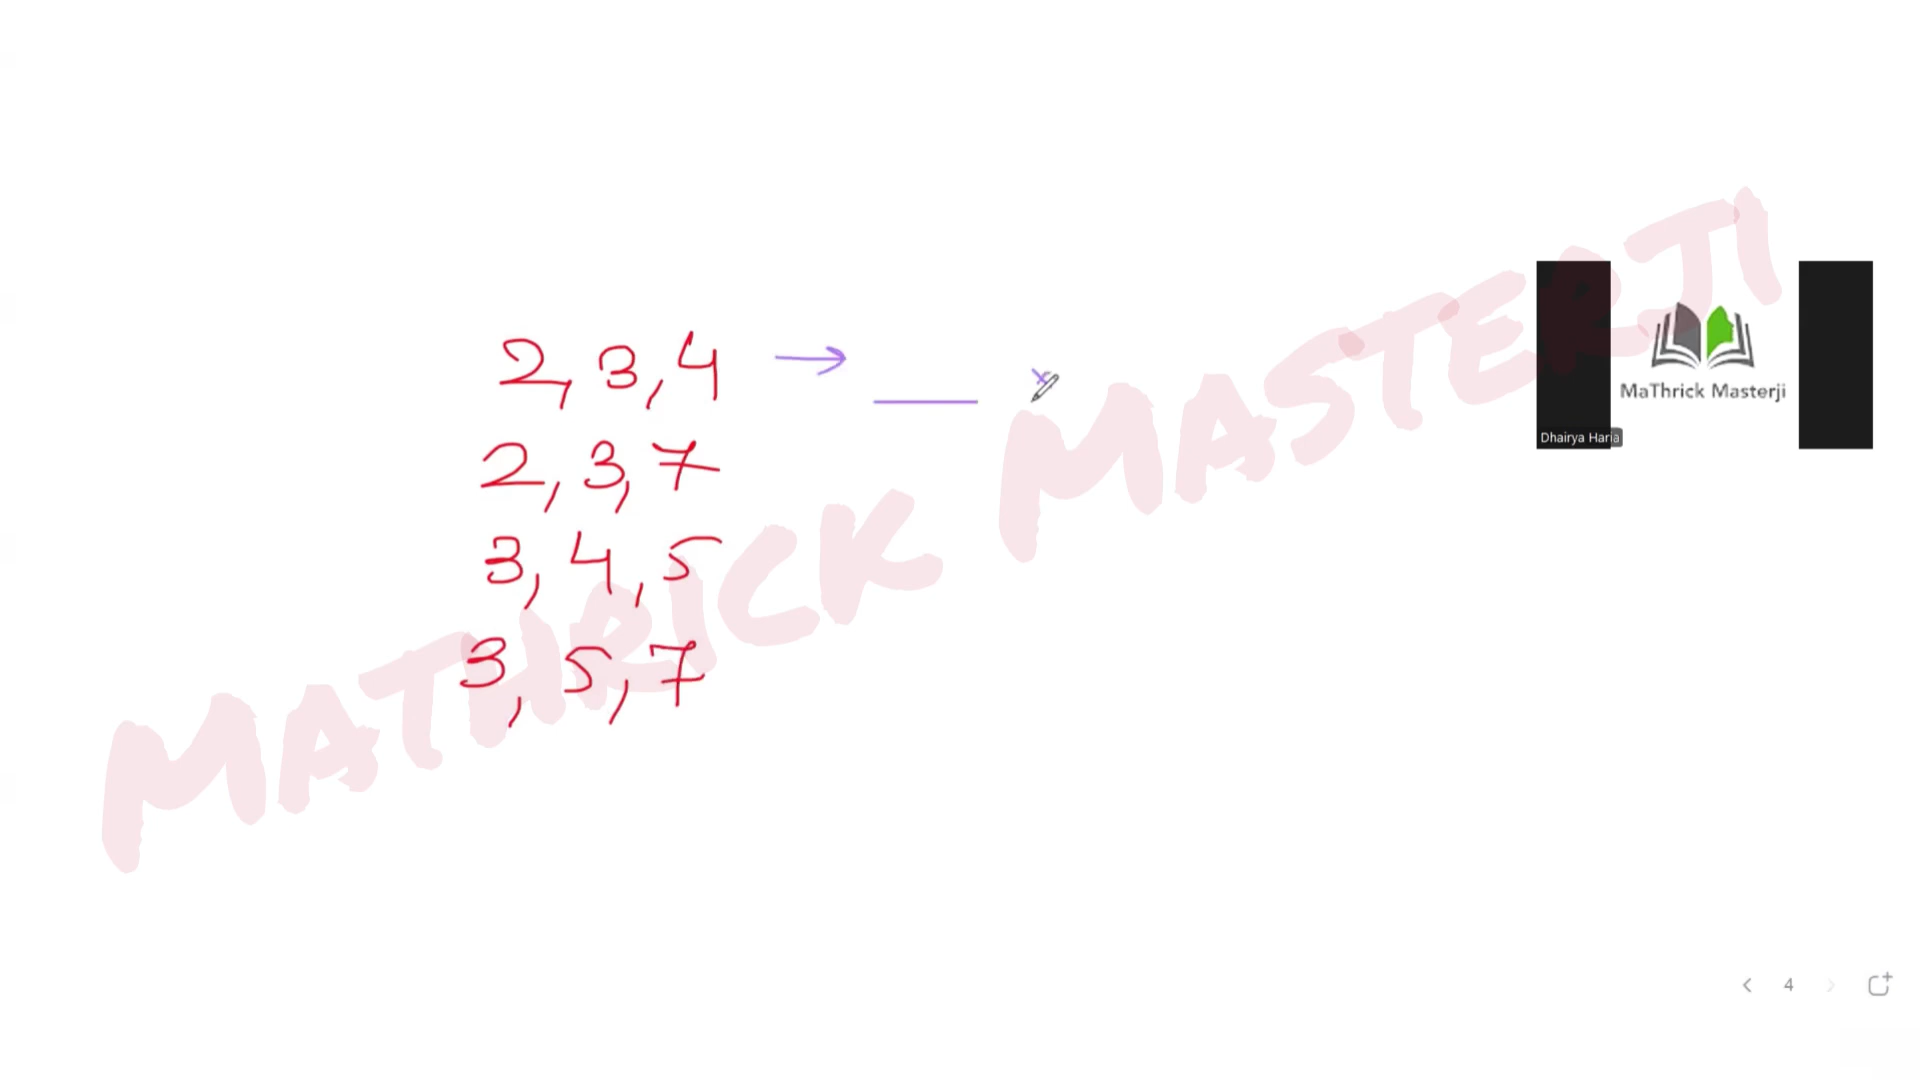 2, 3, 4 → ___ ×
2, 3, 7
3, 4, 5
3, 5, 7
MATHRICK MASTERJI
MaThrick Masterji
Dhairya Haria
< 4 >